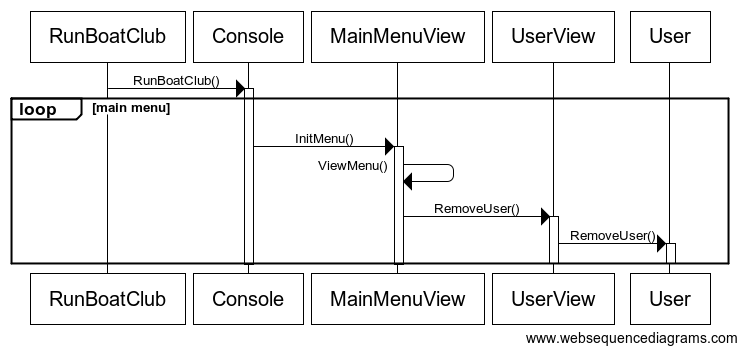 RunBoatClub
Console
MainMenuView
UserView
User
RunBoatClub()
loop
[main menu]
InitMenu()
ViewMenu()
RemoveUser()
RemoveUser()
RunBoatClub
Console
MainMenuView
UserView
User
www.websequencediagrams.com